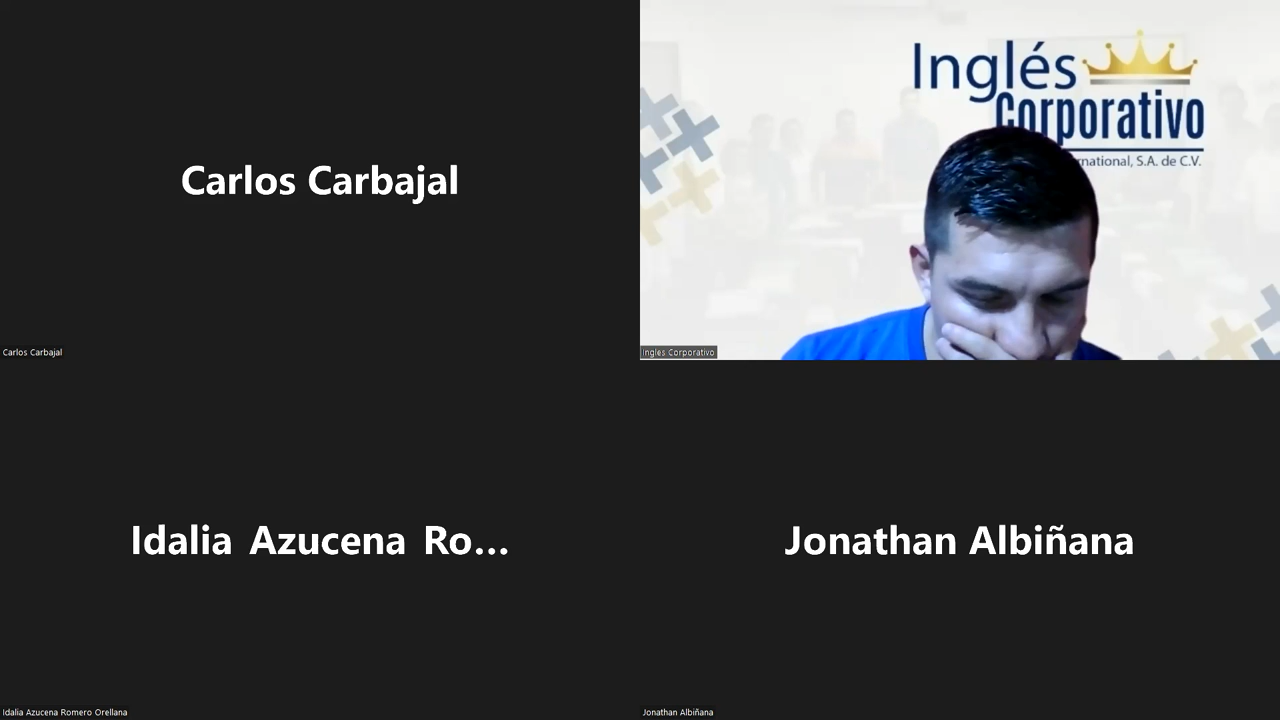 Carlos Carbajal
Carlos Carbajal
Inglés
Corporativo
rnational, S.A. de C.V.
Ingles Corporativo
Idalia Azucena Ro...
Idalia Azucena Romero Orellana
Jonathan Albiñana
Jonathan Albiñana